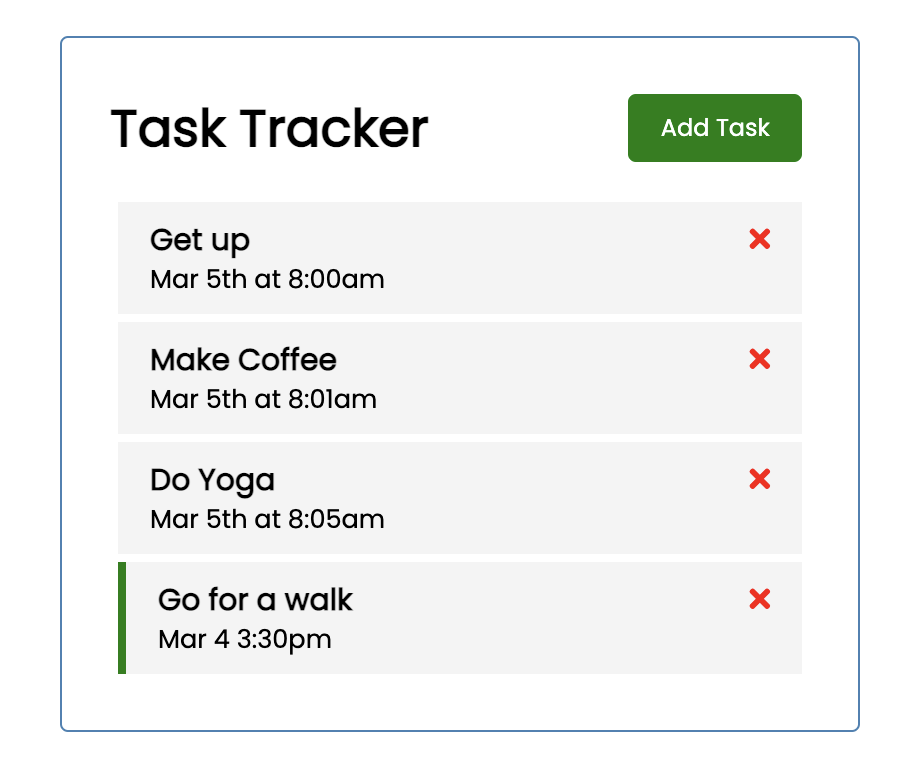 Task Tracker
Add Task
Get up
Mar 5th at 8:00am
Make Coffee
Mar 5th at 8:01am
Do Yoga
Mar 5th at 8:05am
Go for a walk
Mar 4 3:30pm